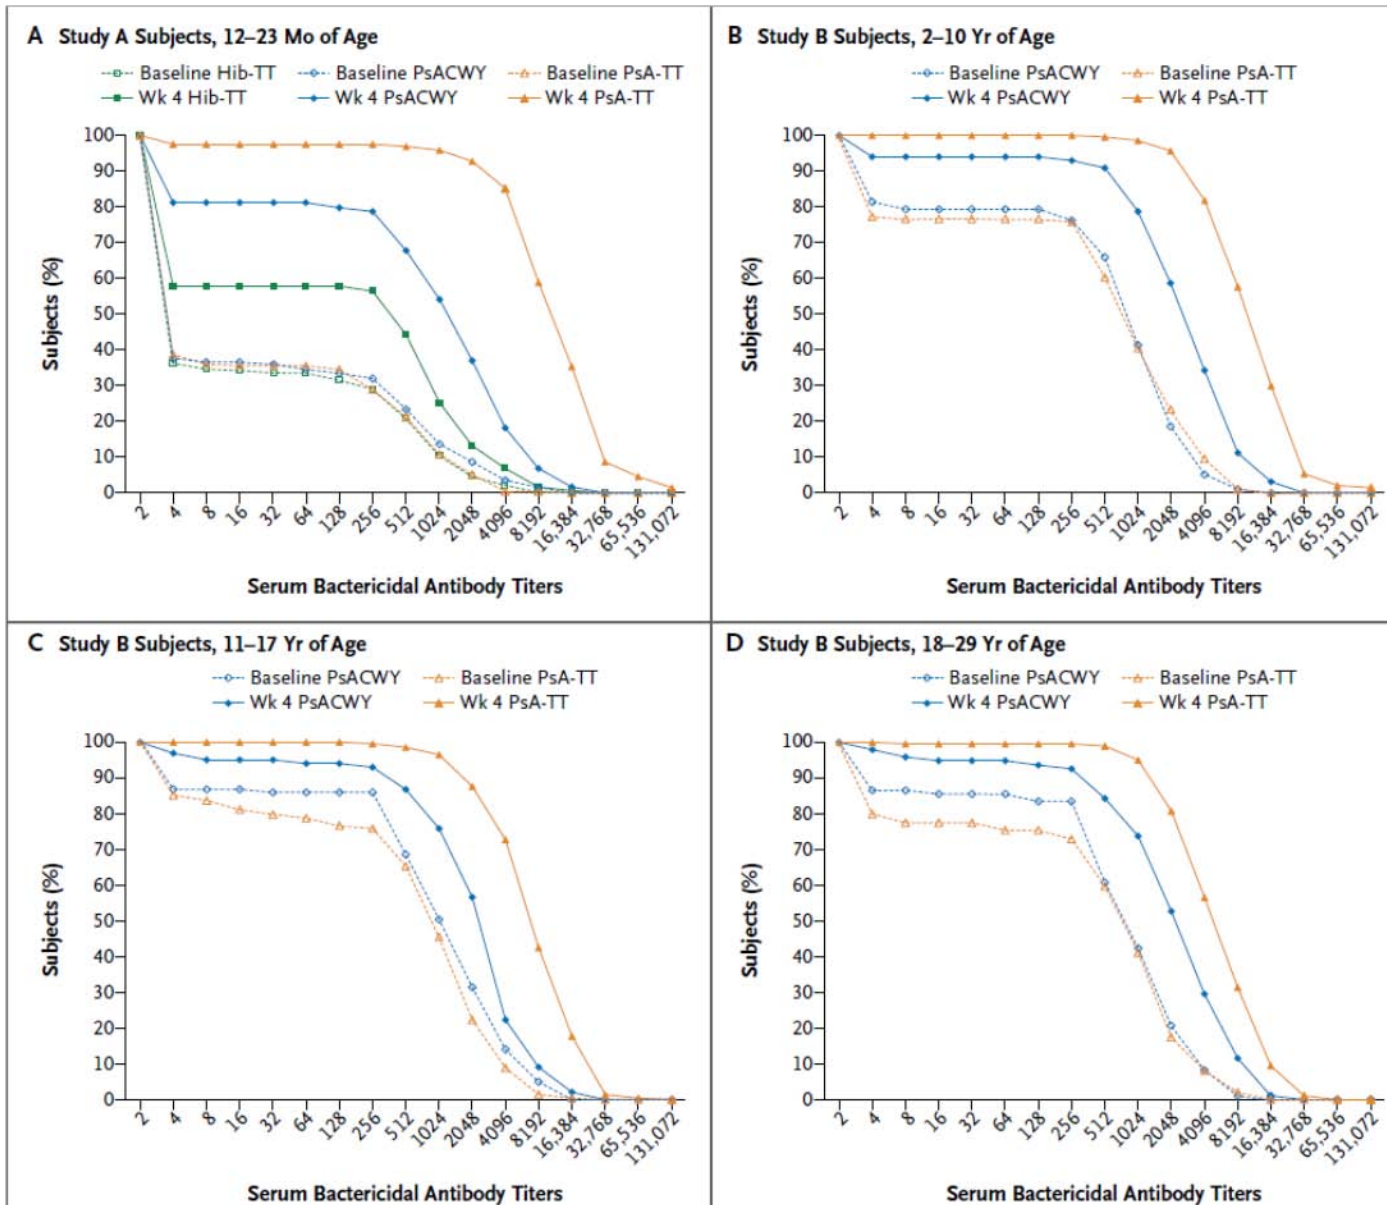 A Study A Subjects, 12–23 Mo of Age
Baseline Hib-TT Baseline PsACWY Baseline PsA-TT
Wk 4 Hib-TT Wk 4 PsACWY Wk 4 PsA-TT
100
90
80
70
60
50
40
30
20
10
0
Subjects (%)
2 4 8 16 32 64 128 256 512 1024 2048 4096 8192 16,384 32,768 65,536 131,072
Serum Bactericidal Antibody Titers
B Study B Subjects, 2–10 Yr of Age
Baseline PsACWY Baseline PsA-TT
Wk 4 PsACWY Wk 4 PsA-TT
100
90
80
70
60
50
40
30
20
10
0
Subjects (%)
2 4 8 16 32 64 128 256 512 1024 2048 4096 8192 16,384 32,768 65,536 131,072
Serum Bactericidal Antibody Titers
C Study B Subjects, 11–17 Yr of Age
Baseline PsACWY Baseline PsA-TT
Wk 4 PsACWY Wk 4 PsA-TT
100
90
80
70
60
50
40
30
20
10
0
Subjects (%)
2 4 8 16 32 64 128 256 512 1024 2048 4096 8192 16,384 32,768 65,536 131,072
Serum Bactericidal Antibody Titers
D Study B Subjects, 18–29 Yr of Age
Baseline PsACWY Baseline PsA-TT
Wk 4 PsACWY Wk 4 PsA-TT
100
90
80
70
60
50
40
30
20
10
0
Subjects (%)
2 4 8 16 32 64 128 256 512 1024 2048 4096 8192 16,384 32,768 65,536 131,072
Serum Bactericidal Antibody Titers